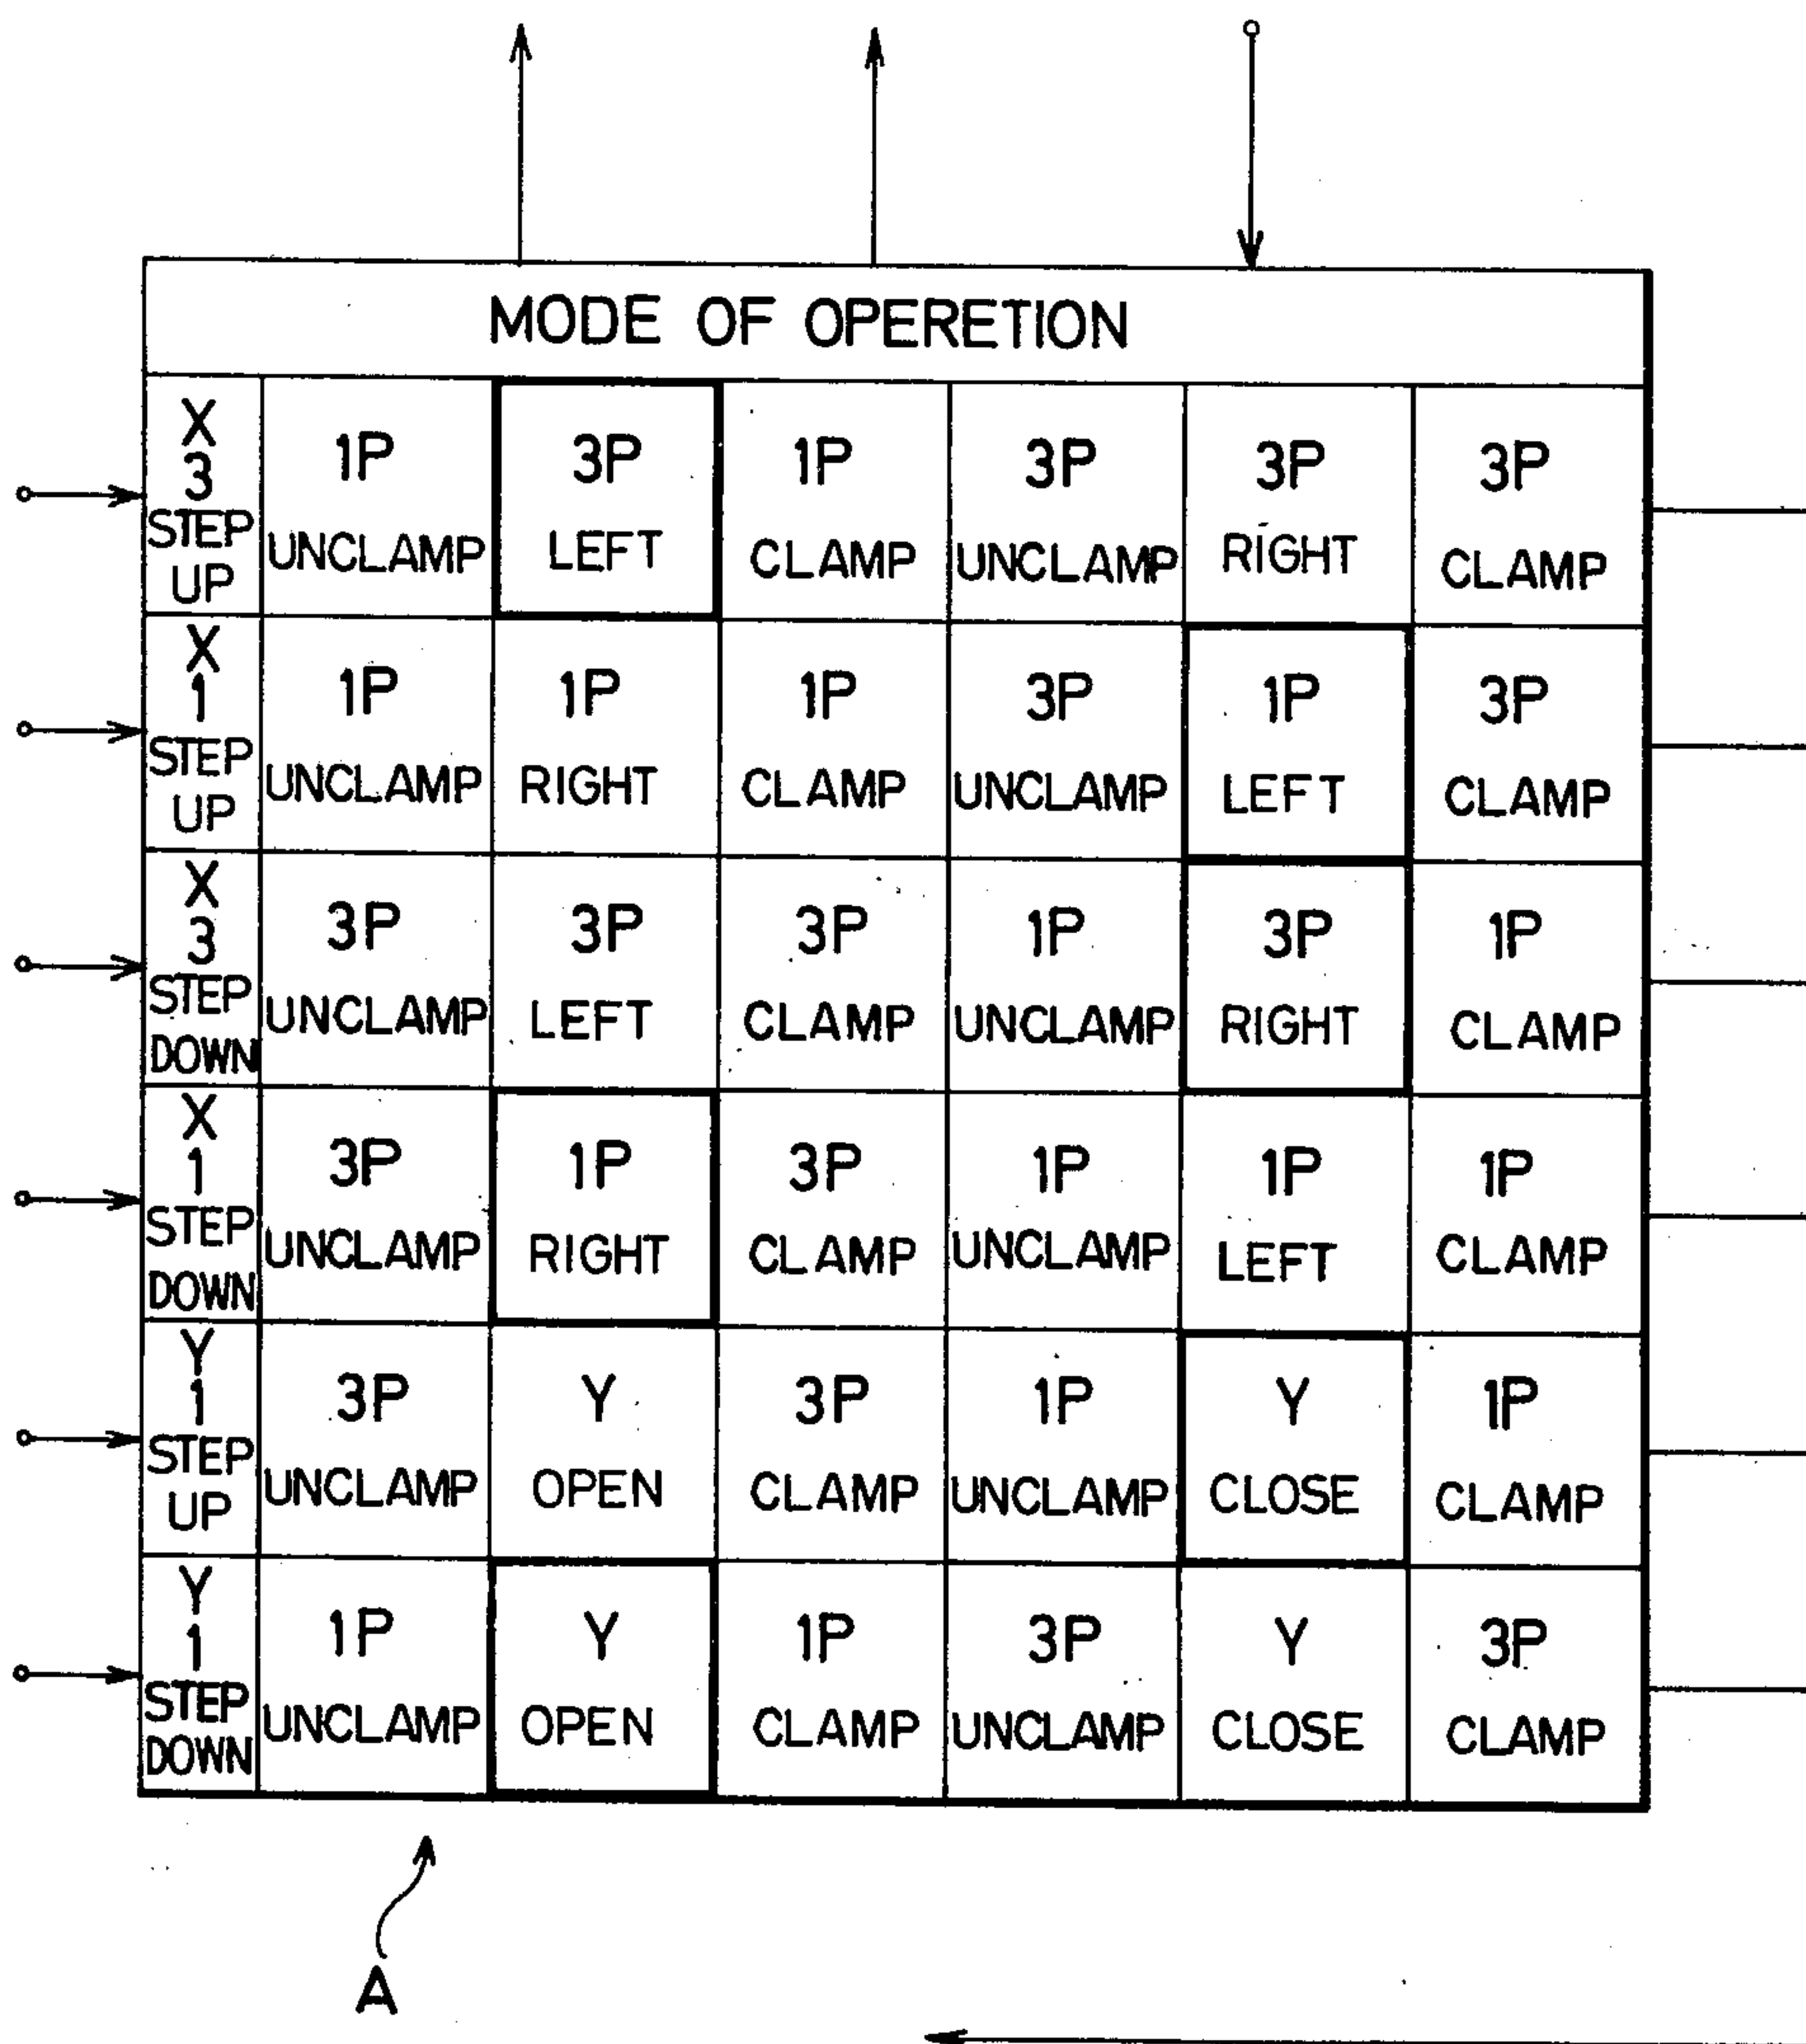 MODE OF OPERETION
X 3 STEP UP 1P UNCLAMP 3P LEFT 1P CLAMP 3P UNCLAMP 3P RIGHT 3P CLAMP
X 1 STEP UP 1P UNCLAMP 1P RIGHT 1P CLAMP 3P UNCLAMP 1P LEFT 3P CLAMP
X 3 STEP DOWN 3P UNCLAMP 3P LEFT 3P CLAMP 1P UNCLAMP 3P RIGHT 1P CLAMP
X 1 STEP DOWN 3P UNCLAMP 1P RIGHT 3P CLAMP 1P UNCLAMP 1P LEFT 1P CLAMP
Y 1 STEP UP 3P UNCLAMP Y OPEN 3P CLAMP 1P UNCLAMP Y CLOSE 1P CLAMP
Y 1 STEP DOWN 1P UNCLAMP Y OPEN 1P CLAMP 3P UNCLAMP Y CLOSE 3P CLAMP
A